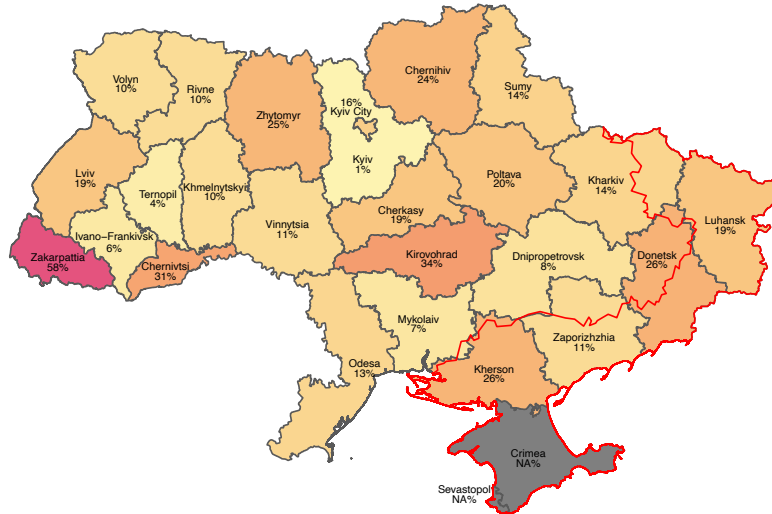 Volyn
10%
Rivne
10%
Zhytomyr
25%
16%
Kyiv City
Kyiv
1%
Chernihiv
24%
Sumy
14%
Lviv
19%
Ternopil
4%
Khmelnytskyi
10%
Vinnytsia
11%
Cherkasy
19%
Poltava
20%
Kharkiv
14%
Luhansk
19%
Zakarpattia
58%
Ivano-Frankivsk
6%
Chernivtsi
31%
Kirovohrad
34%
Dnipropetrovsk
8%
Donetsk
26%
Mykolaiv
7%
Zaporizhzhia
11%
Odesa
13%
Kherson
26%
Crimea
NA%
Sevastopol
NA%